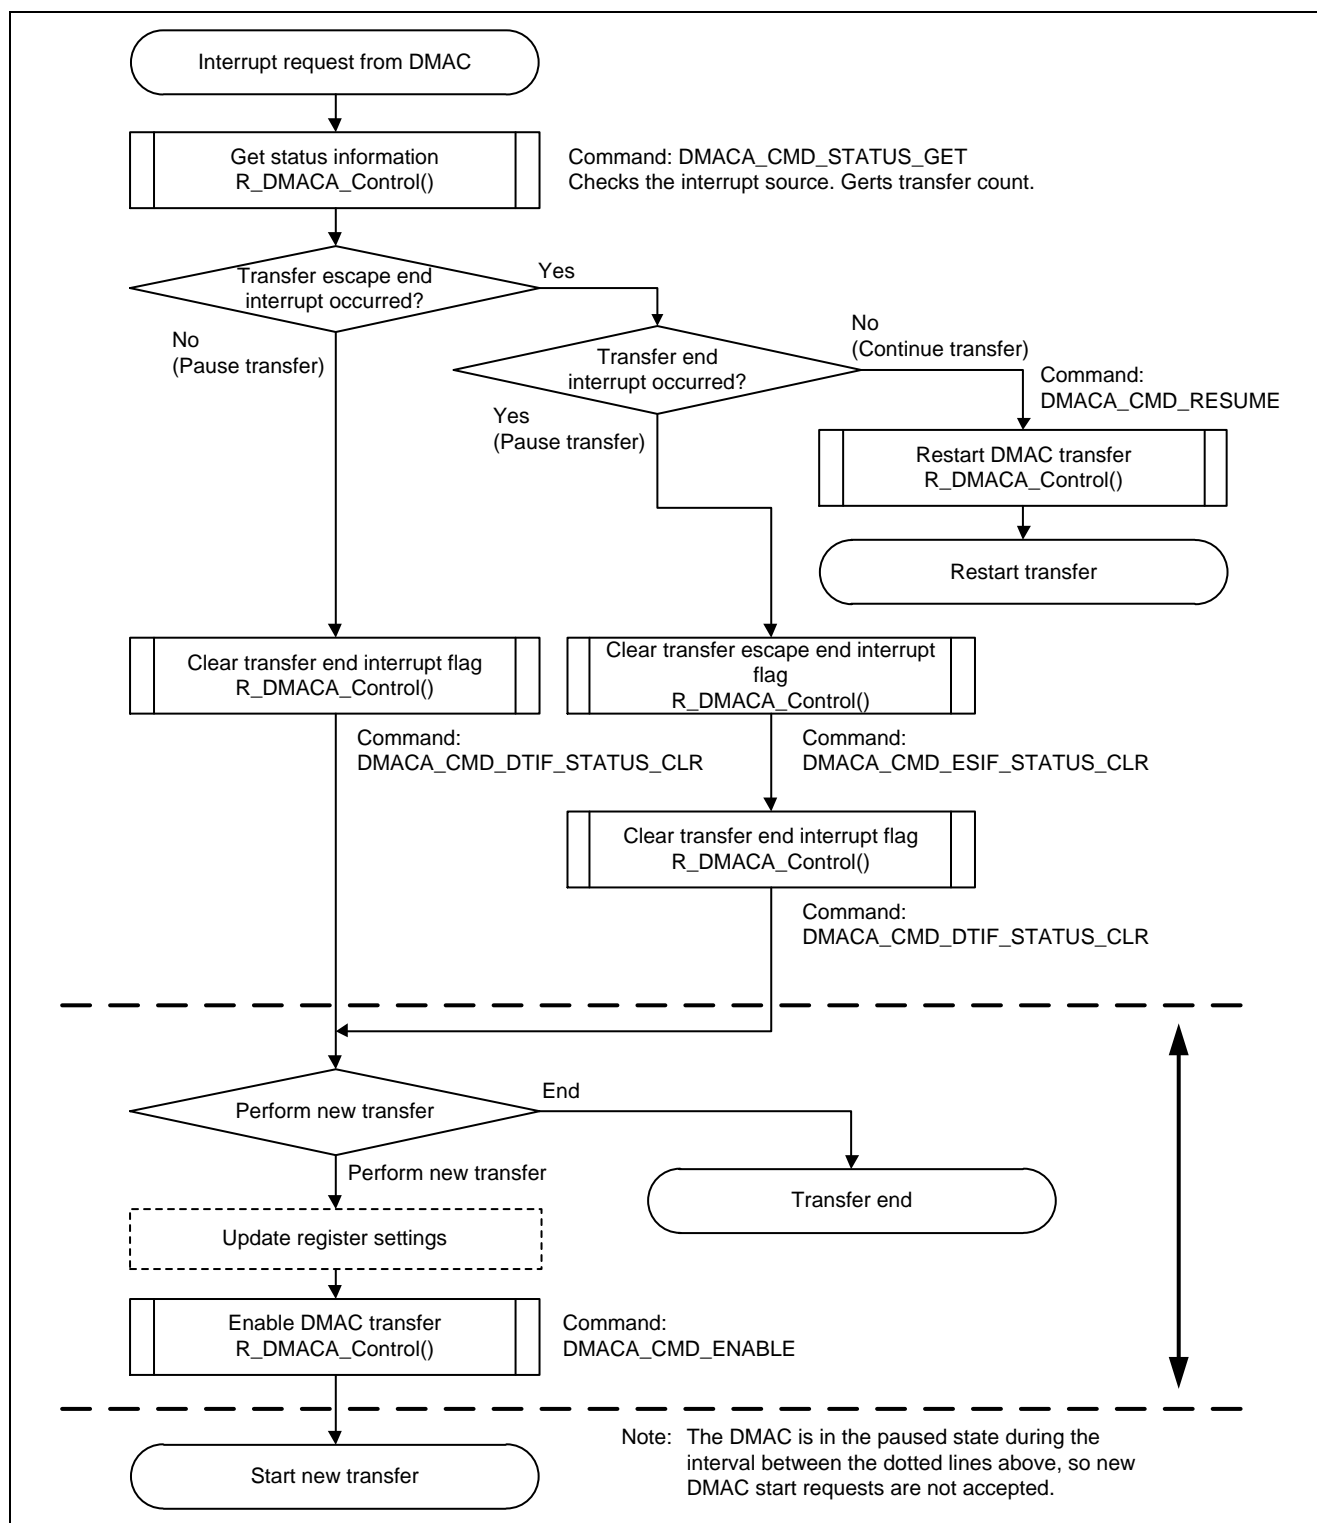 Interrupt request from DMAC
Get status information
R_DMACA_Control()
Command: DMACA_CMD_STATUS_GET
Checks the interrupt source. Gerts transfer count.
Transfer escape end
interrupt occurred?
Yes
No
(Pause transfer)
Transfer end
interrupt occurred?
No
(Continue transfer)
Yes
(Pause transfer)
Command:
DMACA_CMD_RESUME
Restart DMAC transfer
R_DMACA_Control()
Restart transfer
Clear transfer end interrupt flag
R_DMACA_Control()
Command:
DMACA_CMD_DTIF_STATUS_CLR
Clear transfer escape end interrupt
flag
R_DMACA_Control()
Command:
DMACA_CMD_ESIF_STATUS_CLR
Clear transfer end interrupt flag
R_DMACA_Control()
Command:
DMACA_CMD_DTIF_STATUS_CLR
Perform new transfer
End
Perform new transfer
Transfer end
Update register settings
Enable DMAC transfer
R_DMACA_Control()
Command:
DMACA_CMD_ENABLE
Start new transfer
Note: The DMAC is in the paused state during the
interval between the dotted lines above, so new
DMAC start requests are not accepted.